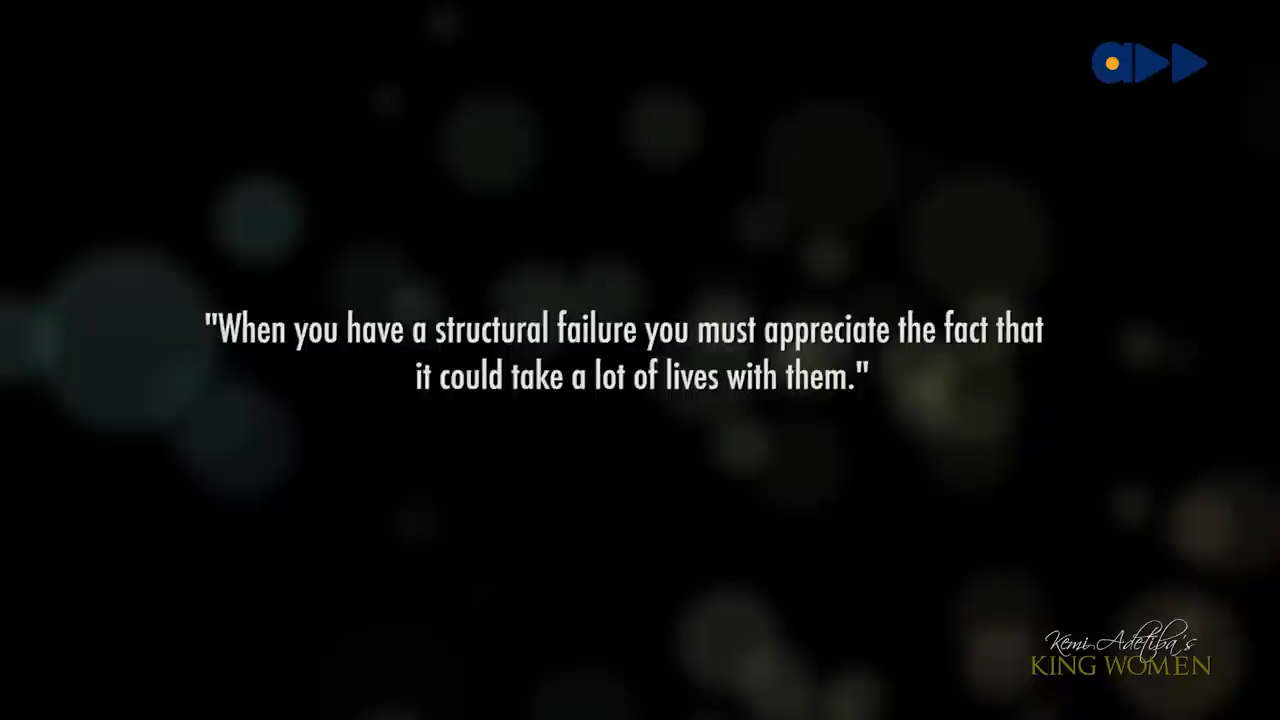 "When you have a structural failure you must appreciate the fact that
it could take a lot of lives with them."
Kemi Adetiba's
KING WOMEN